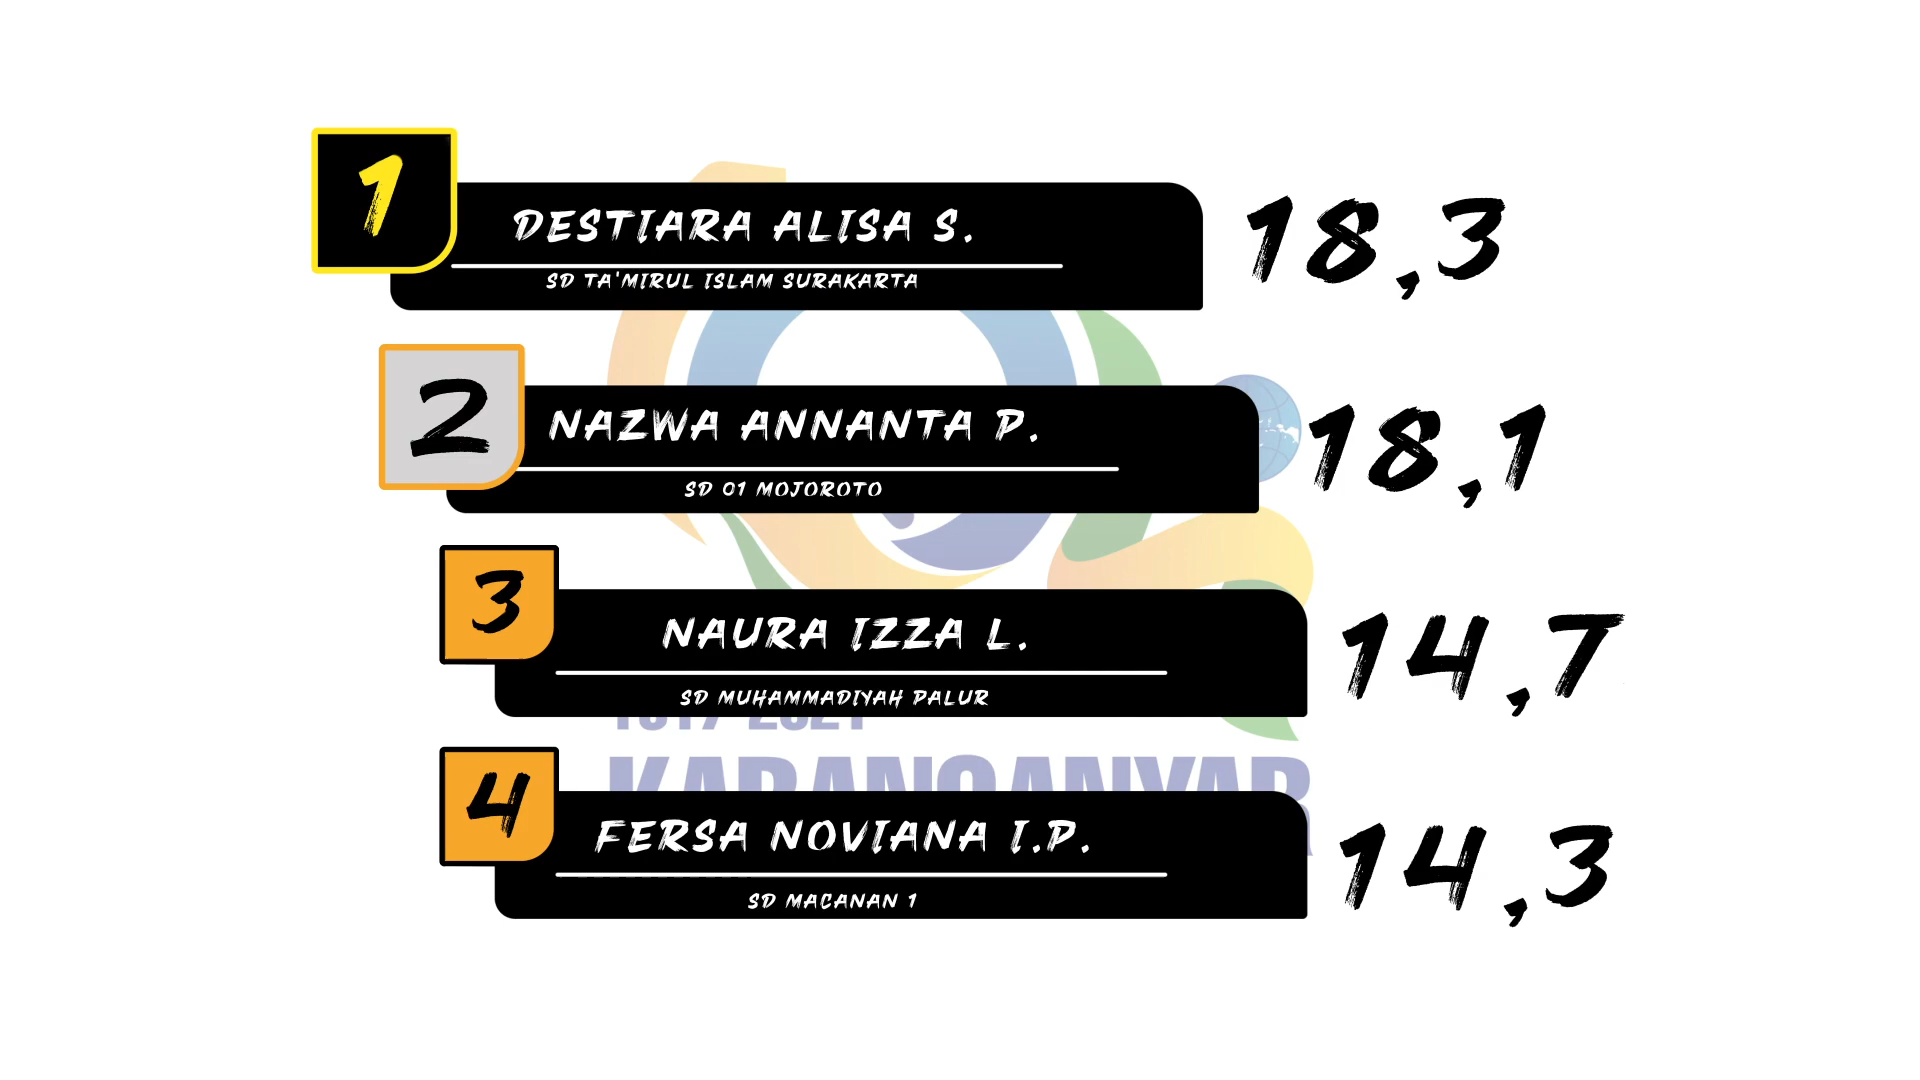 1
DESTIARA ALISA S.
18,3
SD TA'MIRUL ISLAM SURAKARTA
2
NAZWA ANNANTA P.
18,1
SD 01 MOJOROTO
3
NAURA IZZA L.
14,7
SD MUHAMMADIYAH PALUR
KARANGANYAR
4
FERSA NOVIANA I.P.
14,3
SD MACANAN 1